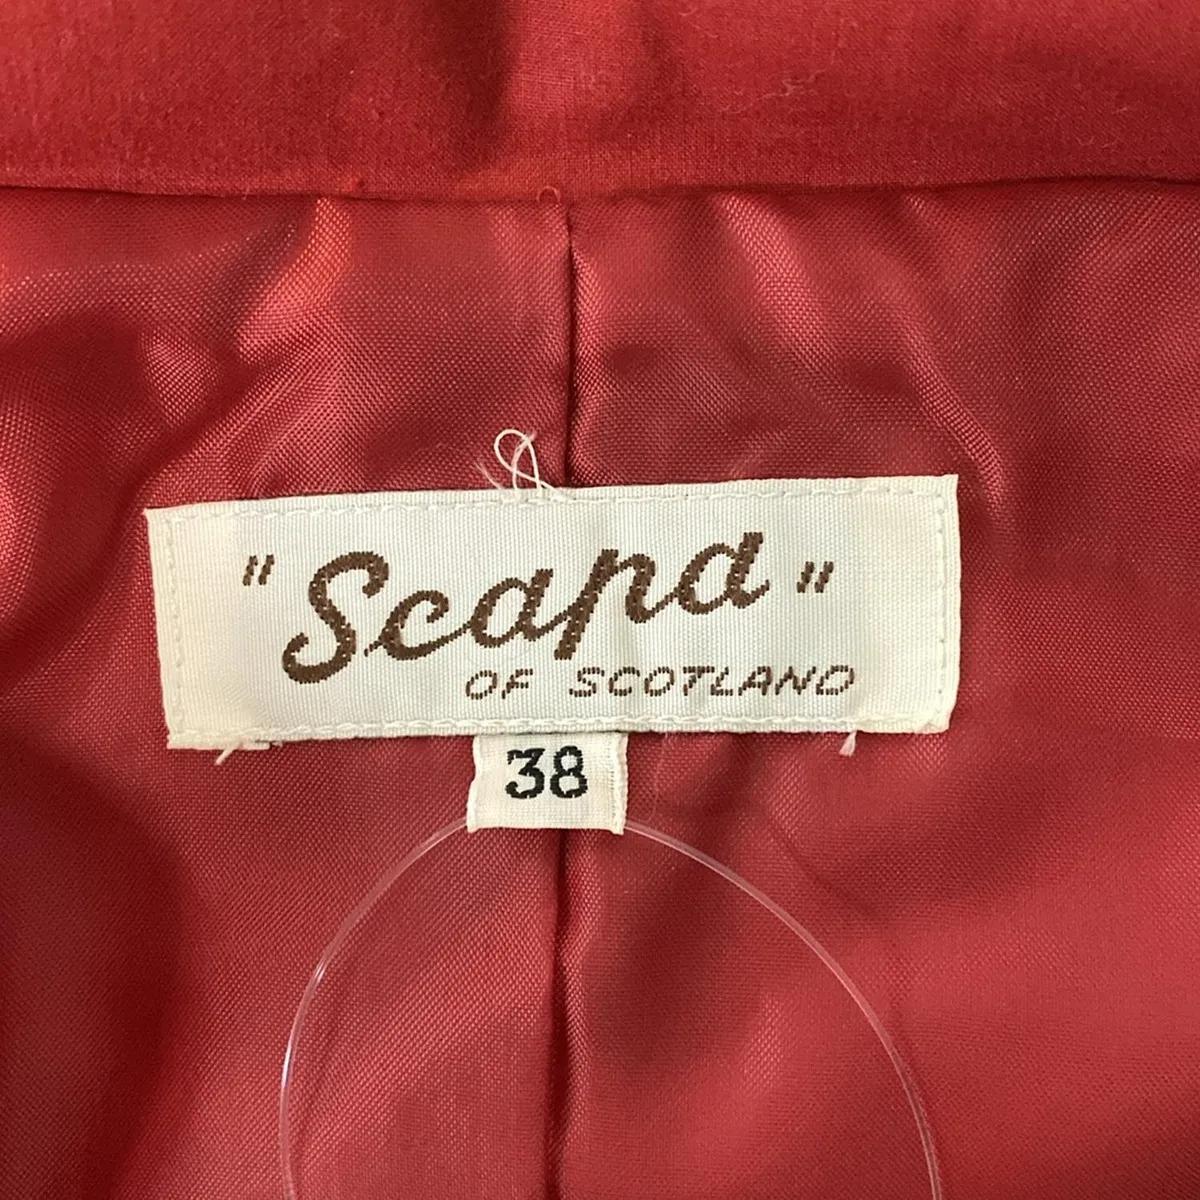 "Scapa"
OF SCOTLAND
38